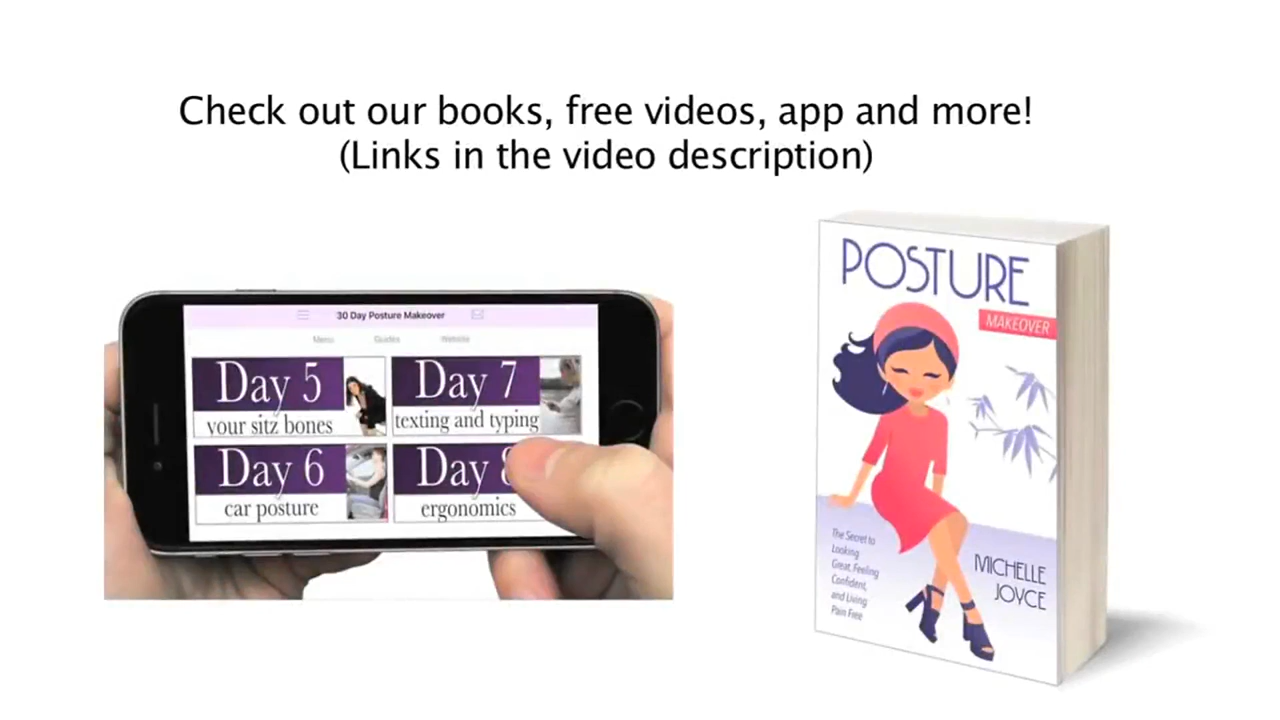 Check out our books, free videos, app and more!
(Links in the video description)
30 Day Posture Makeover
Menu
Guides
Website
Day 5
your sitz bones
Day 7
texting and typing
Day 6
car posture
Day 8
ergonomics
POSTURE
MAKEOVER
The Secret to
Looking
Great, Feeling
Confident,
and Living
Pain Free
MICHELLE
JOYCE